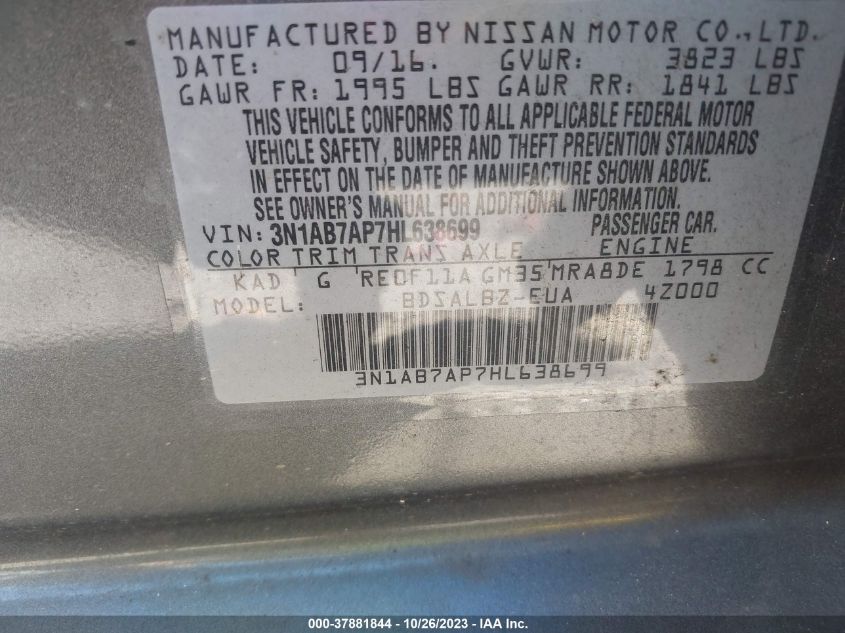 MANUFACTURED BY NISSAN MOTOR CO.,LTD.
DATE: 09/16. GVWR: 3823 LBS
GAWR FR: 1995 LBS GAWR RR: 1841 LBS
THIS VEHICLE CONFORMS TO ALL APPLICABLE FEDERAL MOTOR
VEHICLE SAFETY, BUMPER AND THEFT PREVENTION STANDARDS
IN EFFECT ON THE DATE OF MANUFACTURE SHOWN ABOVE.
SEE OWNER'S MANUAL FOR ADDITIONAL INFORMATION.
VIN: 3N1AB7AP7HL638699 PASSENGER CAR.
COLOR TRIM TRANS AXLE ENGINE
KAD G RE0F11A GM35 MRA8DE 1798 CC
MODEL: BDSALBZ-EUA 4Z000
3N1AB7AP7HL638699
000-37881844 | 10/26/2023 - IAA Inc.